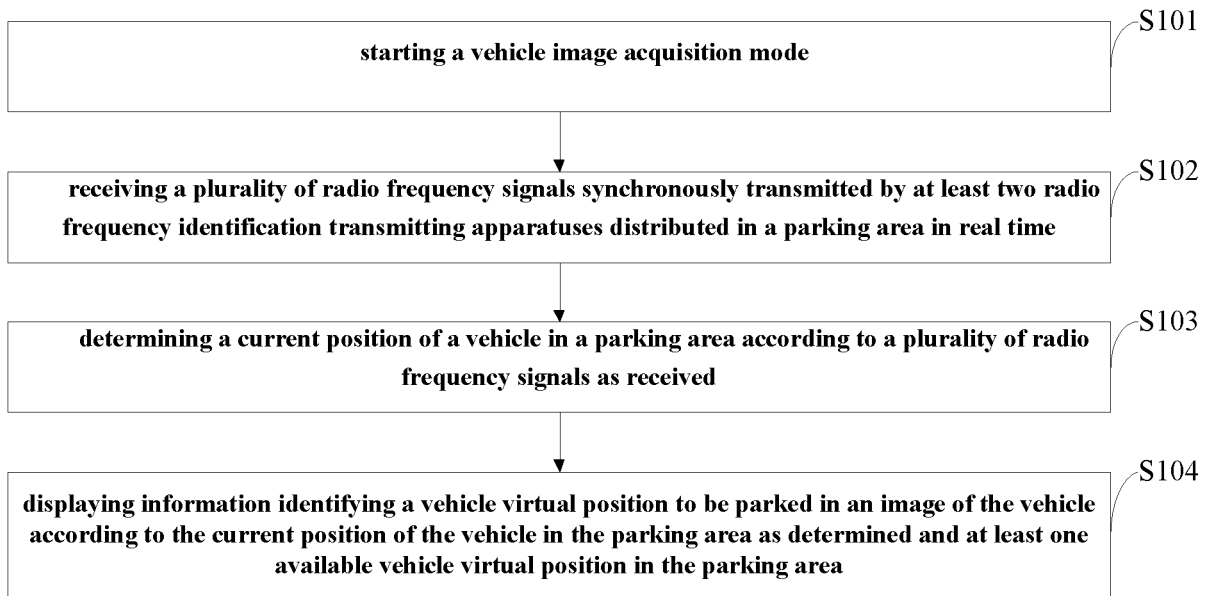 S101
starting a vehicle image acquisition mode
S102
receiving a plurality of radio frequency signals synchronously transmitted by at least two radio
frequency identification transmitting apparatuses distributed in a parking area in real time
S103
determining a current position of a vehicle in a parking area according to a plurality of radio
frequency signals as received
S104
displaying information identifying a vehicle virtual position to be parked in an image of the vehicle
according to the current position of the vehicle in the parking area as determined and at least one
available vehicle virtual position in the parking area